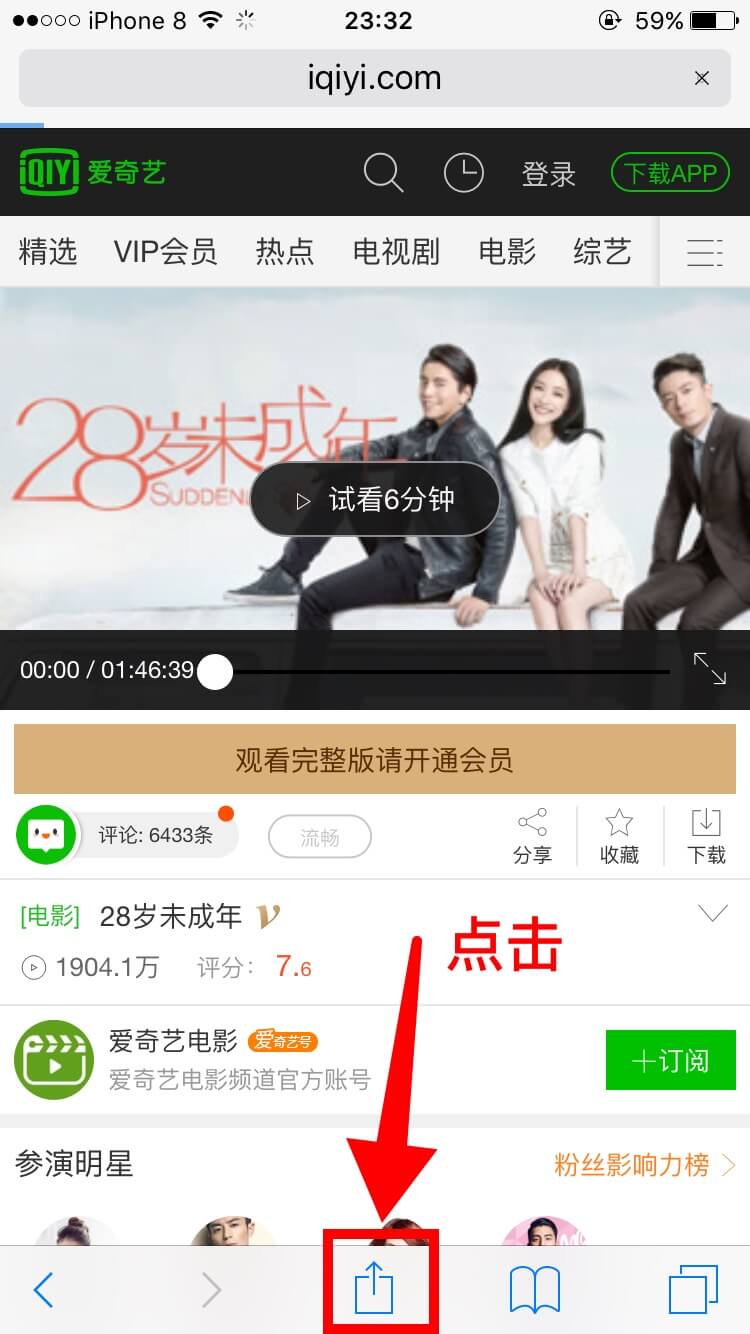 iPhone 8 23:32 59%
iqiyi.com
iQIYI 爱奇艺 登录 下载APP
精选 VIP会员 热点 电视剧 电影 综艺
28岁未成年
SUDDEN
试看6分钟
00:00 / 01:46:39
观看完整版请开通会员
评论: 6433条 流畅 分享 收藏 下载
[电影] 28岁未成年
点击
1904.1万 评分: 7.6
爱奇艺电影 爱奇艺号
爱奇艺电影频道官方账号
+订阅
参演明星 粉丝影响力榜